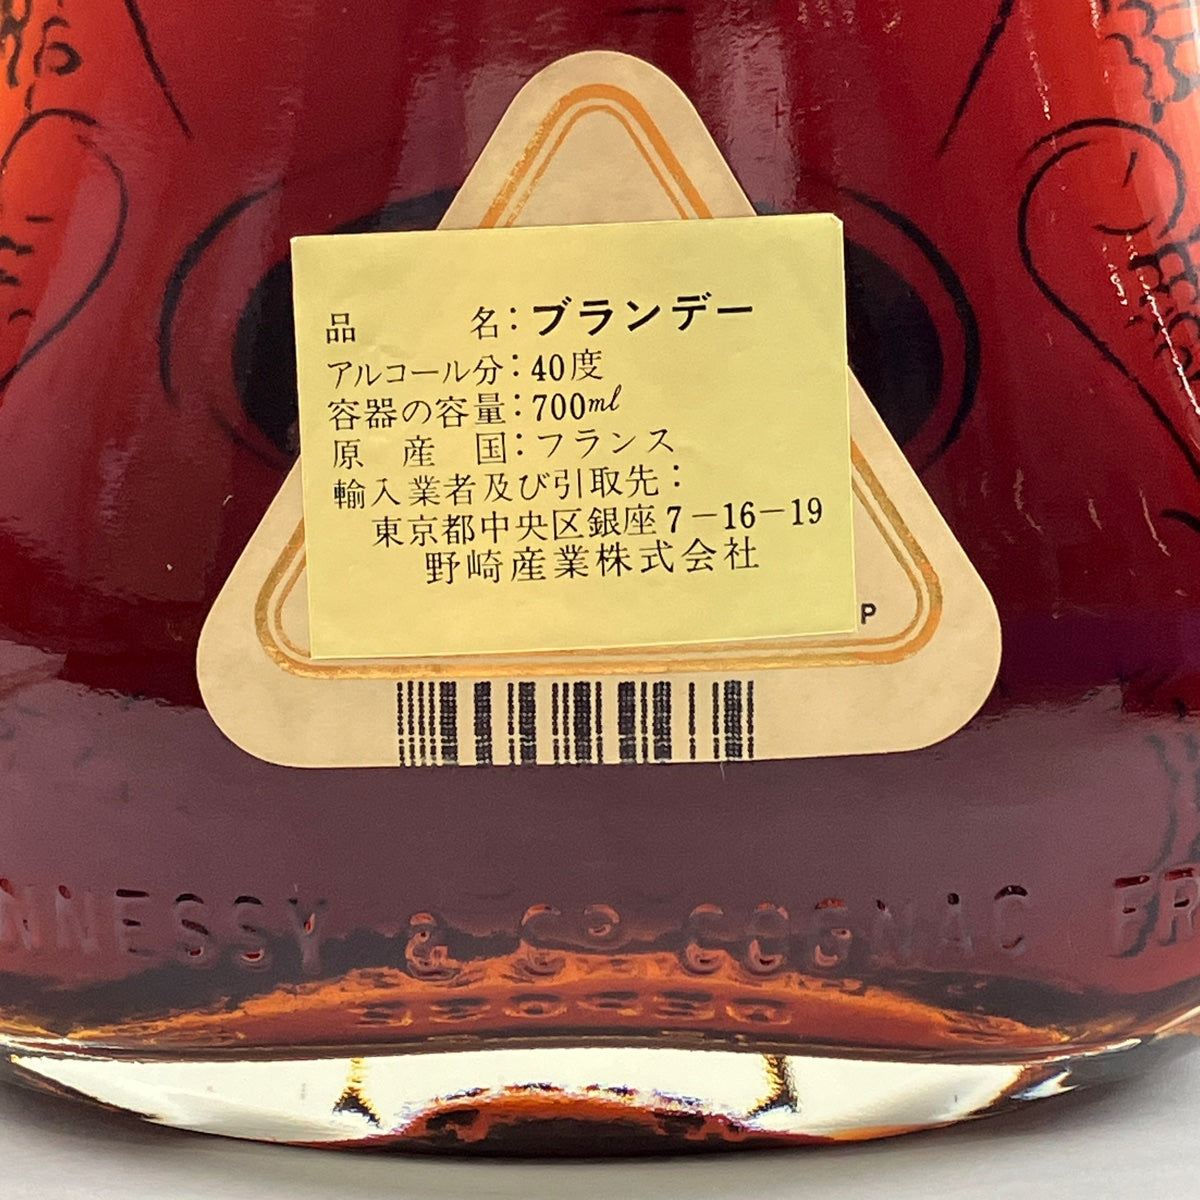 品 名：ブランデー
アルコール分：40度
容器の容量：700ml
原産国：フランス
輸入業者及び引取先：
東京都中央区銀座7-16-19
野崎産業株式会社
P
NNESSY & Cº COGNAC FR